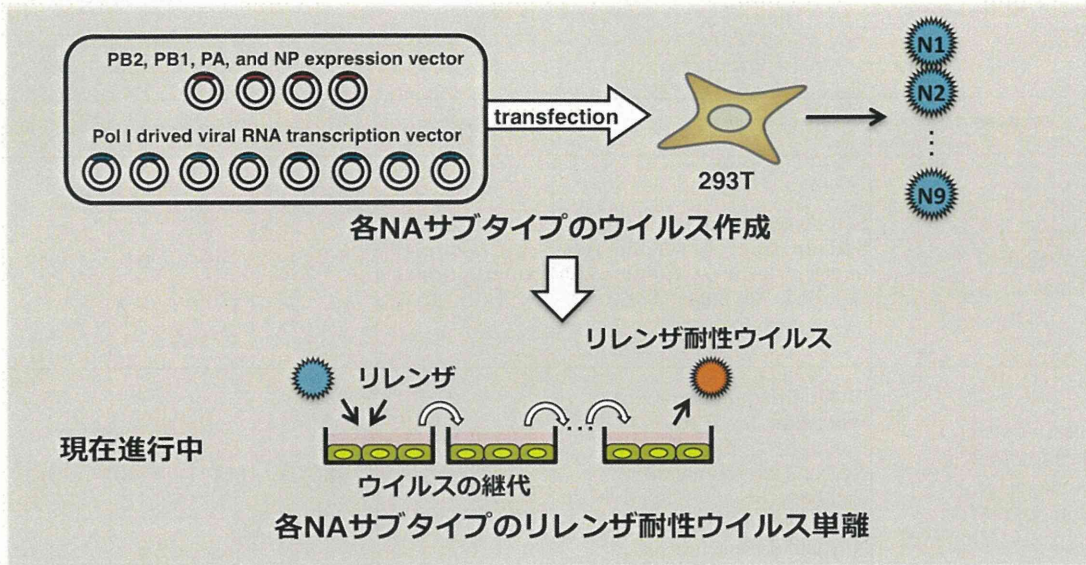 PB2, PB1, PA, and NP expression vector
Pol I drived viral RNA transcription vector
transfection
293T
N1
N2
⋮
N9
各NAサブタイプのウイルス作成
リレンザ耐性ウイルス
リレンザ
…
現在進行中
ウイルスの継代
各NAサブタイプのリレンザ耐性ウイルス単離